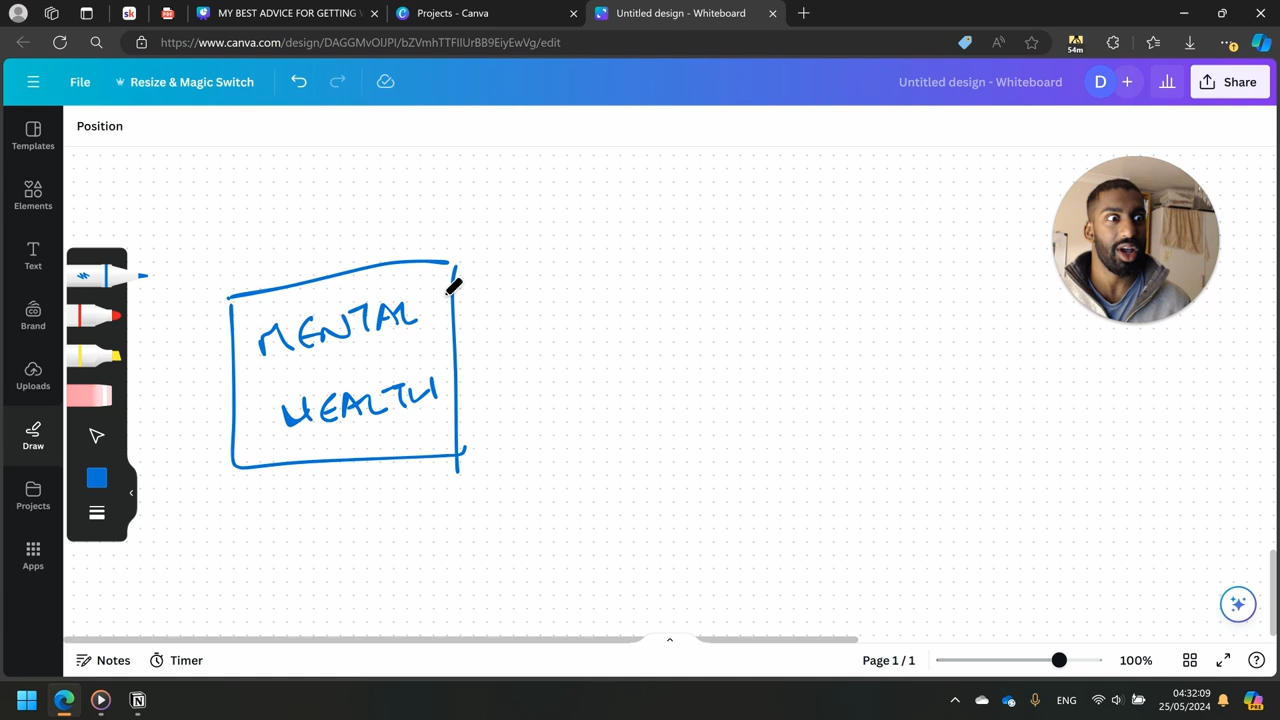 MY BEST ADVICE FOR GETTING
Projects - Canva
Untitled design - Whiteboard
https://www.canva.com/design/DAGGMvOlJPI/bZVmhTTFIlUrBB9EiyEwVg/edit
54m
File
Resize & Magic Switch
Untitled design - Whiteboard
D
Share
Position
Templates
Elements
Text
Brand
Uploads
Draw
Projects
Apps
MENTAL
HEALTH
Notes
Timer
Page 1 / 1
100%
ENG
04:32:09
25/05/2024